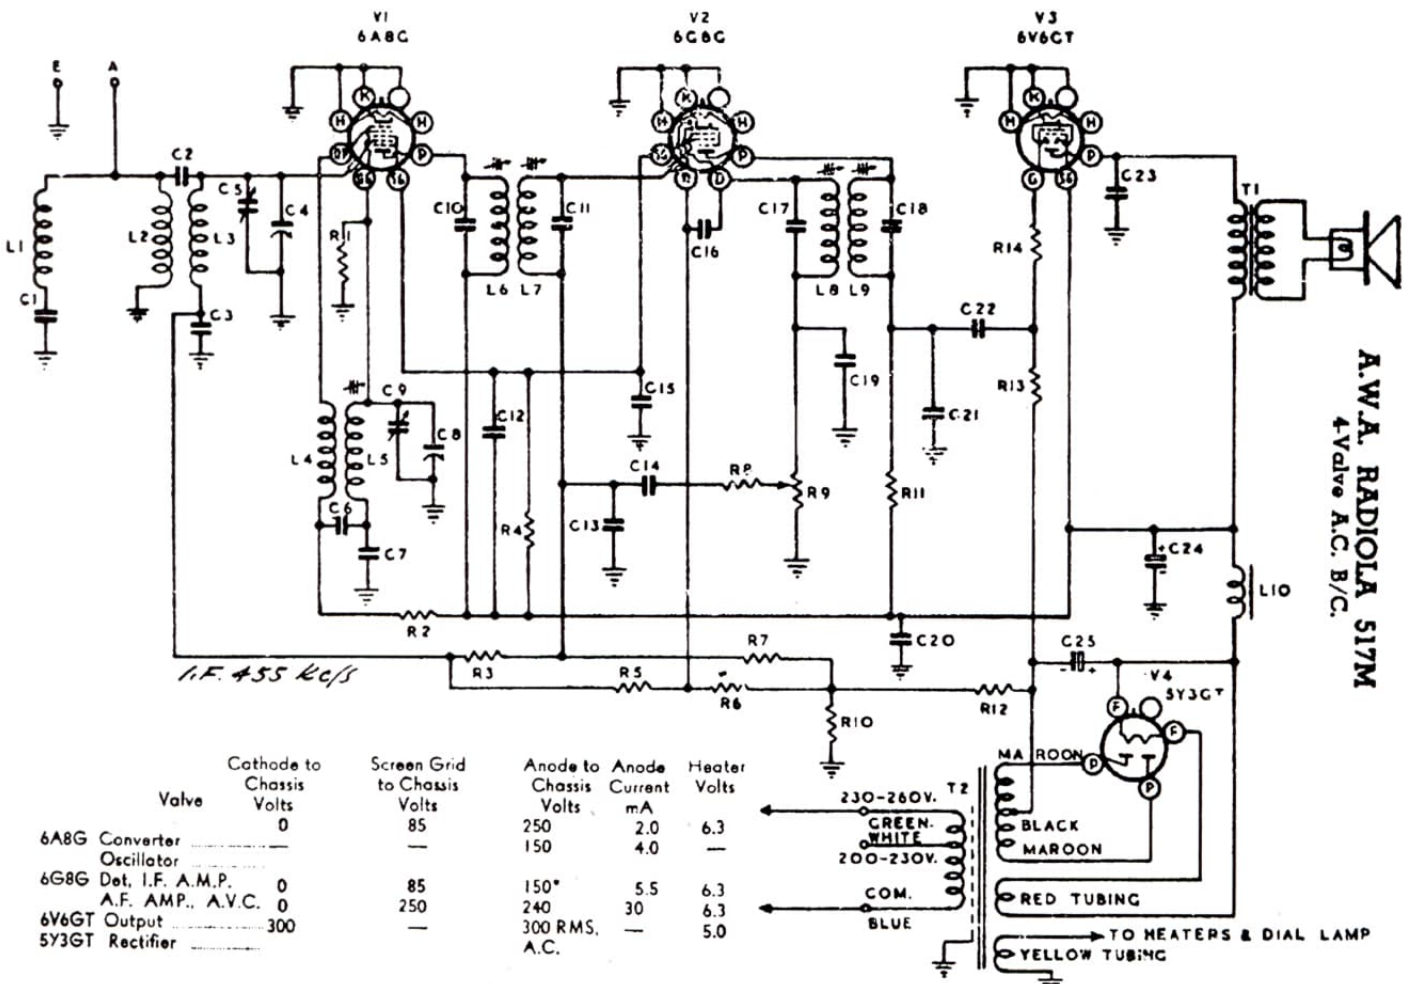 V1
6A8G
V2
6G8G
V3
6V6GT
E
A
K
H
H
P
SG
K
H
H
SG
P
D
K
H
H
P
G
SG
C2
C5
C4
L1
L2
L3
C1
C3
R1
C10
C11
L6 L7
C16
C17
C18
L8 L9
R14
C23
T1
C22
R13
C9
C8
L4
L5
C6
C7
C12
R4
C15
C14
C13
R8
R9
C19
C21
R11
C24
L10
R2
C20
R7
R3
R5
R6
R10
R12
C25
V4
5Y3GT
F
F
P
P
I.F. 455 Kc/s
A.W.A. RADIOLA 517M
4-Valve A.C. B/C.
T2
MAROON
BLACK
MAROON
230-260V.
GREEN.
WHITE
200-230V.
COM.
BLUE
RED TUBING
TO HEATERS & DIAL LAMP
YELLOW TUBING
Valve Cathode to Chassis Volts Screen Grid to Chassis Volts Anode to Chassis Volts Anode Current mA Heater Volts
6A8G Converter 0 85 250 2.0 6.3
Oscillator — — 150 4.0 —
6G8G Det, I.F. A.M.P.
A.F. AMP., A.V.C. 0 85 150* 5.5 6.3
6V6GT Output 0 250 240 30 6.3
5Y3GT Rectifier 300 — 300 RMS, A.C. — 5.0